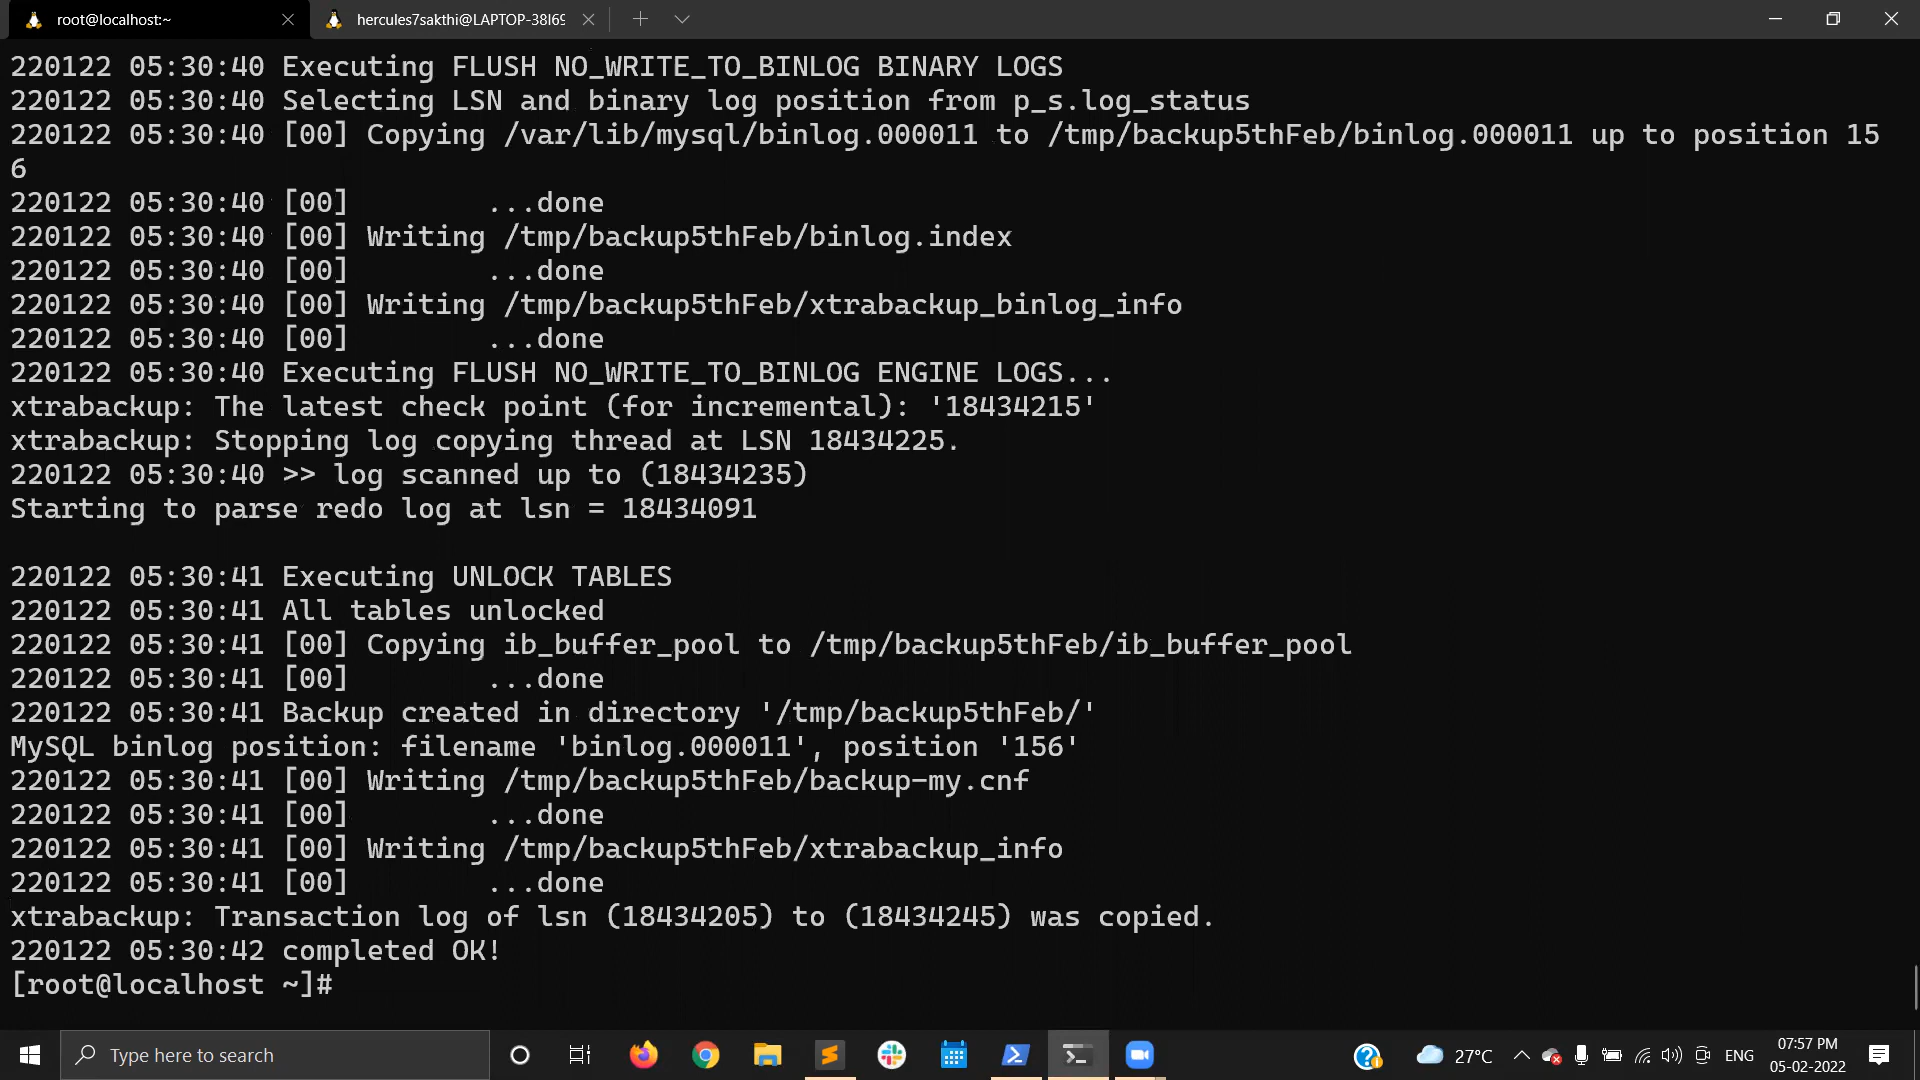 root@localhost:~
hercules7sakthi@LAPTOP-38I69
220122 05:30:40 Executing FLUSH NO_WRITE_TO_BINLOG BINARY LOGS
220122 05:30:40 Selecting LSN and binary log position from p_s.log_status
220122 05:30:40 [00] Copying /var/lib/mysql/binlog.000011 to /tmp/backup5thFeb/binlog.000011 up to position 15
6
220122 05:30:40 [00]        ...done
220122 05:30:40 [00] Writing /tmp/backup5thFeb/binlog.index
220122 05:30:40 [00]        ...done
220122 05:30:40 [00] Writing /tmp/backup5thFeb/xtrabackup_binlog_info
220122 05:30:40 [00]        ...done
220122 05:30:40 Executing FLUSH NO_WRITE_TO_BINLOG ENGINE LOGS...
xtrabackup: The latest check point (for incremental): '18434215'
xtrabackup: Stopping log copying thread at LSN 18434225.
220122 05:30:40 >> log scanned up to (18434235)
Starting to parse redo log at lsn = 18434091
220122 05:30:41 Executing UNLOCK TABLES
220122 05:30:41 All tables unlocked
220122 05:30:41 [00] Copying ib_buffer_pool to /tmp/backup5thFeb/ib_buffer_pool
220122 05:30:41 [00]        ...done
220122 05:30:41 Backup created in directory '/tmp/backup5thFeb/'
MySQL binlog position: filename 'binlog.000011', position '156'
220122 05:30:41 [00] Writing /tmp/backup5thFeb/backup-my.cnf
220122 05:30:41 [00]        ...done
220122 05:30:41 [00] Writing /tmp/backup5thFeb/xtrabackup_info
220122 05:30:41 [00]        ...done
xtrabackup: Transaction log of lsn (18434205) to (18434245) was copied.
220122 05:30:42 completed OK!
[root@localhost ~]#
Type here to search
27°C
ENG
07:57 PM
05-02-2022